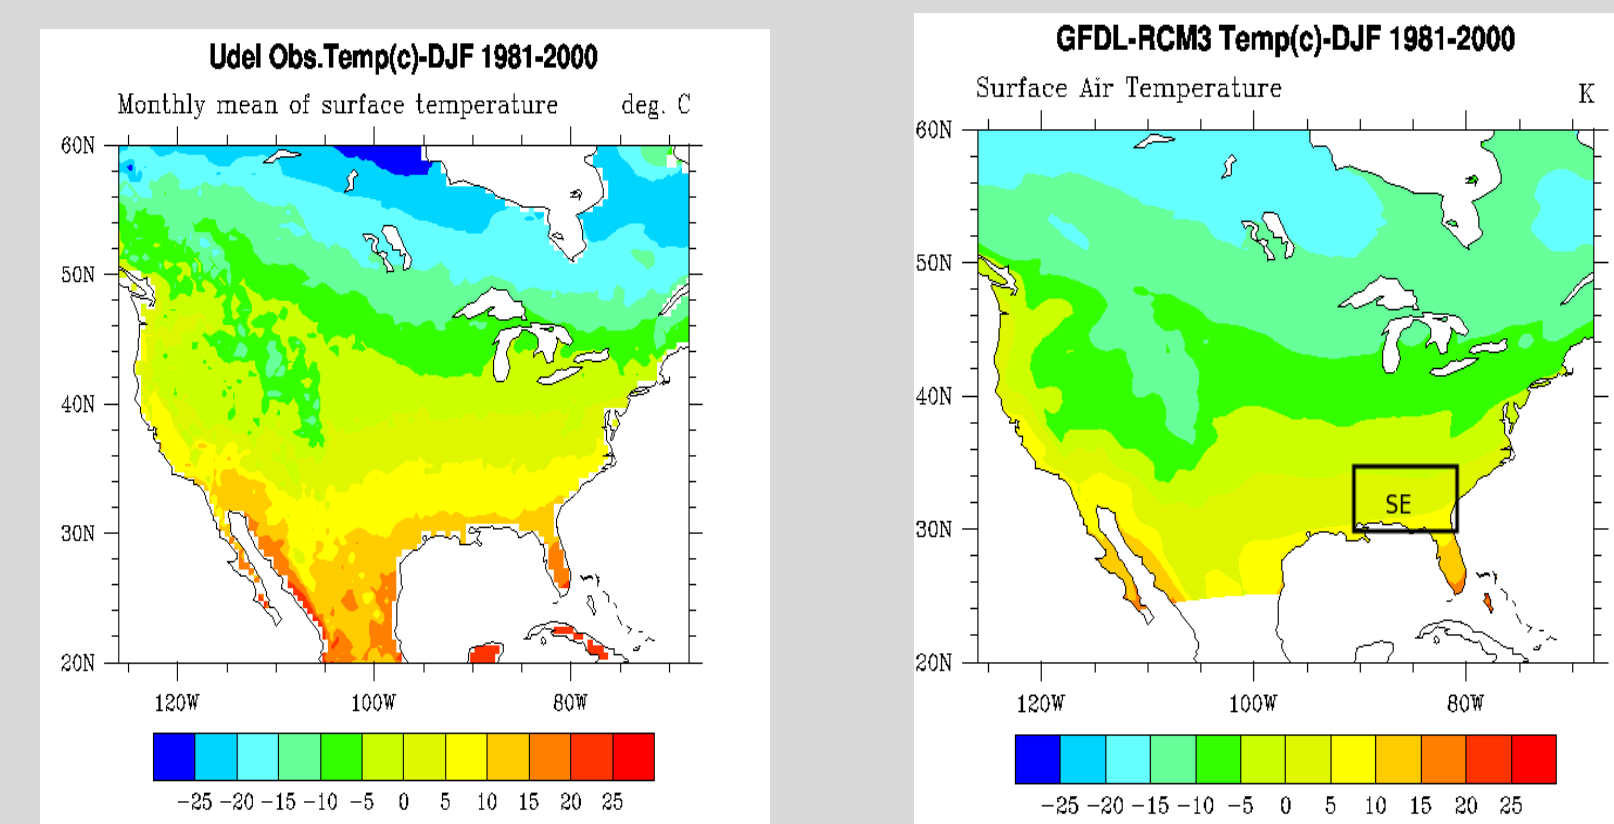 Udel Obs.Temp(c)-DJF 1981-2000
Monthly mean of surface temperature deg. C
60N
50N
40N
30N
20N
120W 100W 80W
−25 −20 −15 −10 −5 0 5 10 15 20 25
GFDL-RCM3 Temp(c)-DJF 1981-2000
Surface Air Temperature K
60N
50N
40N
SE
30N
20N
120W 100W 80W
−25 −20 −15 −10 −5 0 5 10 15 20 25